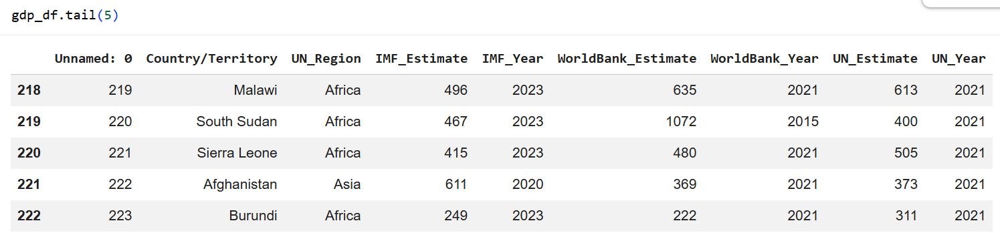 gdp_df.tail(5)
Unnamed: 0 Country/Territory UN_Region IMF_Estimate IMF_Year WorldBank_Estimate WorldBank_Year UN_Estimate UN_Year
218 219 Malawi Africa 496 2023 635 2021 613 2021
219 220 South Sudan Africa 467 2023 1072 2015 400 2021
220 221 Sierra Leone Africa 415 2023 480 2021 505 2021
221 222 Afghanistan Asia 611 2020 369 2021 373 2021
222 223 Burundi Africa 249 2023 222 2021 311 2021